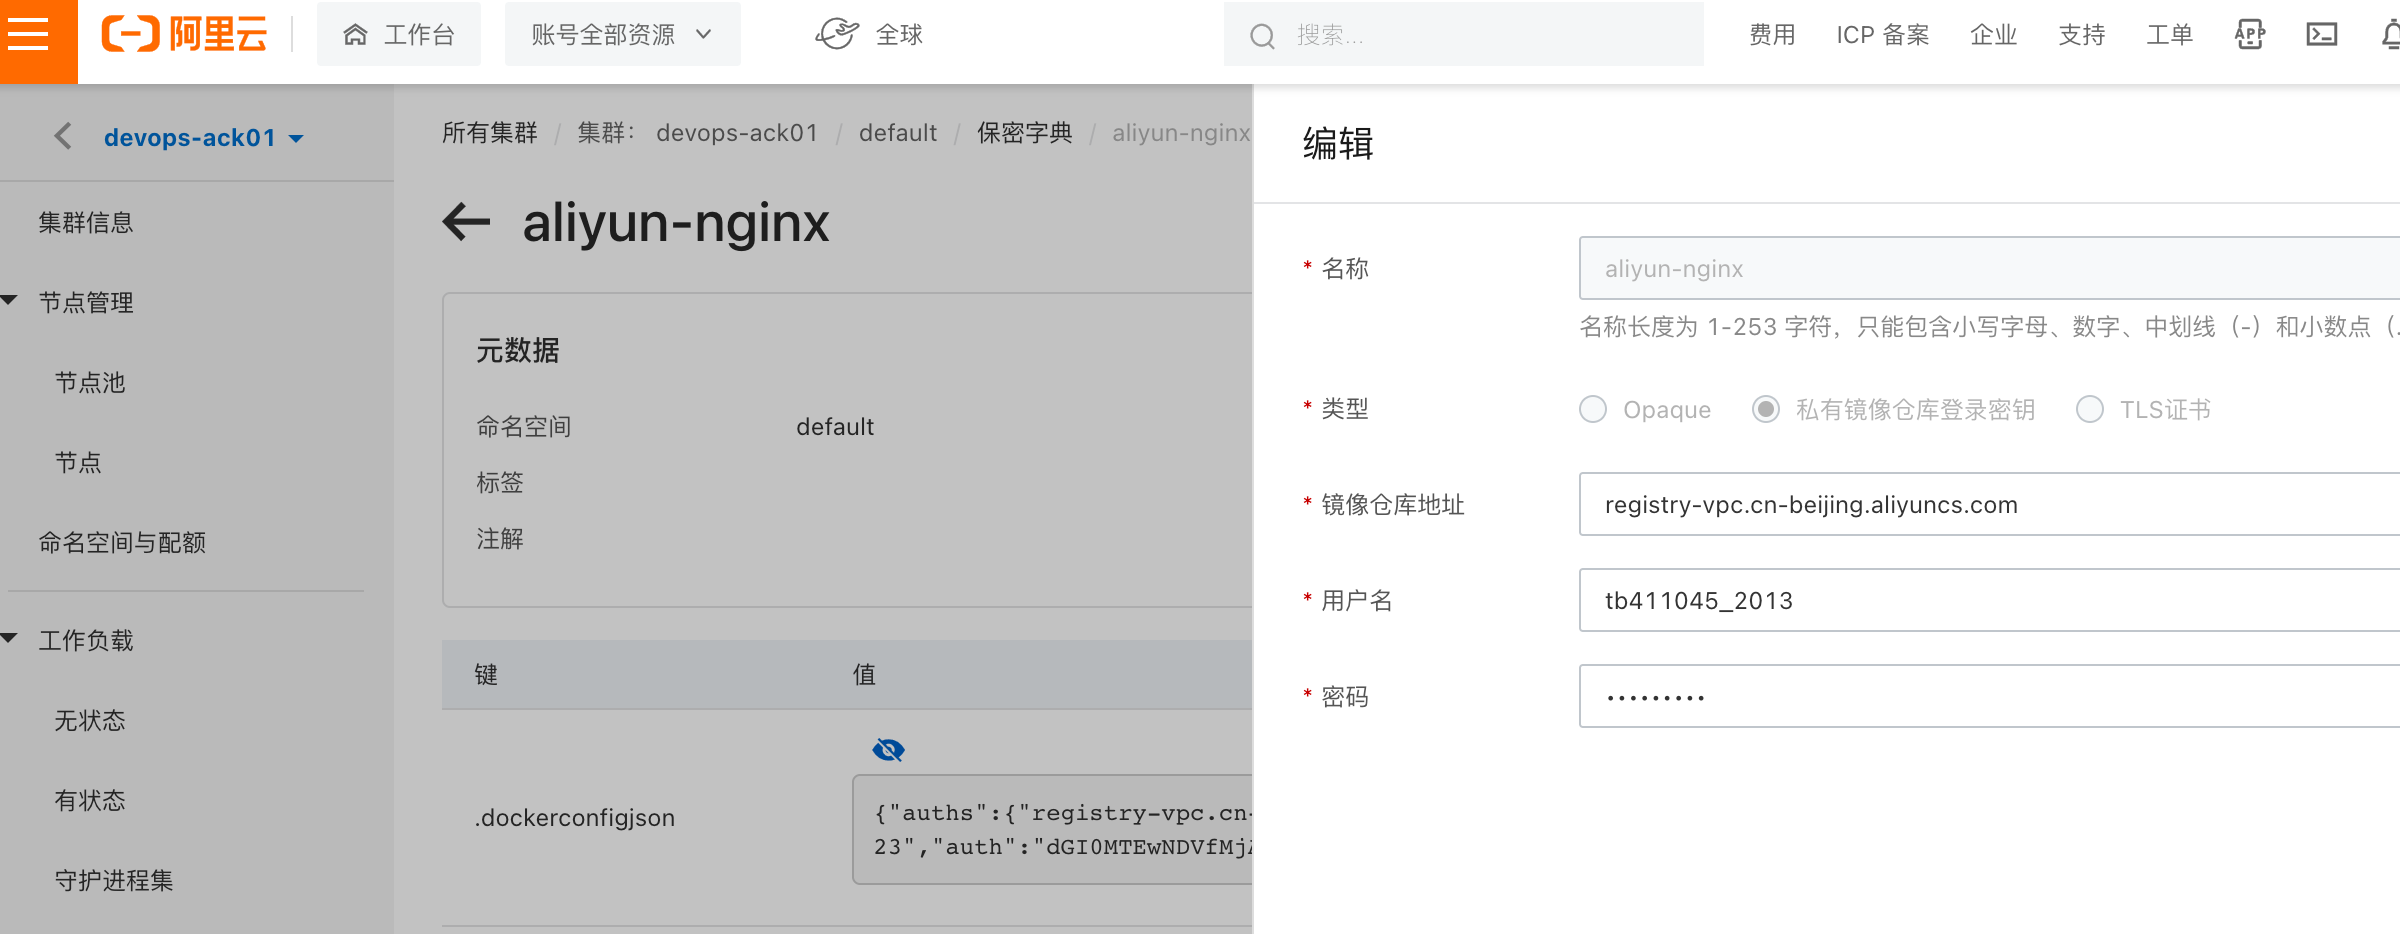 阿里云
工作台
账号全部资源
全球
搜索...
费用
ICP 备案
企业
支持
工单
APP
devops-ack01
集群信息
节点管理
节点池
节点
命名空间与配额
工作负载
无状态
有状态
守护进程集
所有集群 / 集群： devops-ack01 / default / 保密字典 / aliyun-nginx
aliyun-nginx
元数据
命名空间 default
标签
注解
键 值
.dockerconfigjson
{"auths":{"registry-vpc.cn-
23","auth":"dGI0MTEwNDVfMjA
编辑
* 名称 aliyun-nginx
名称长度为 1-253 字符，只能包含小写字母、数字、中划线（-）和小数点（.
* 类型 Opaque 私有镜像仓库登录密钥 TLS证书
* 镜像仓库地址 registry-vpc.cn-beijing.aliyuncs.com
* 用户名 tb411045_2013
* 密码 •••••••••